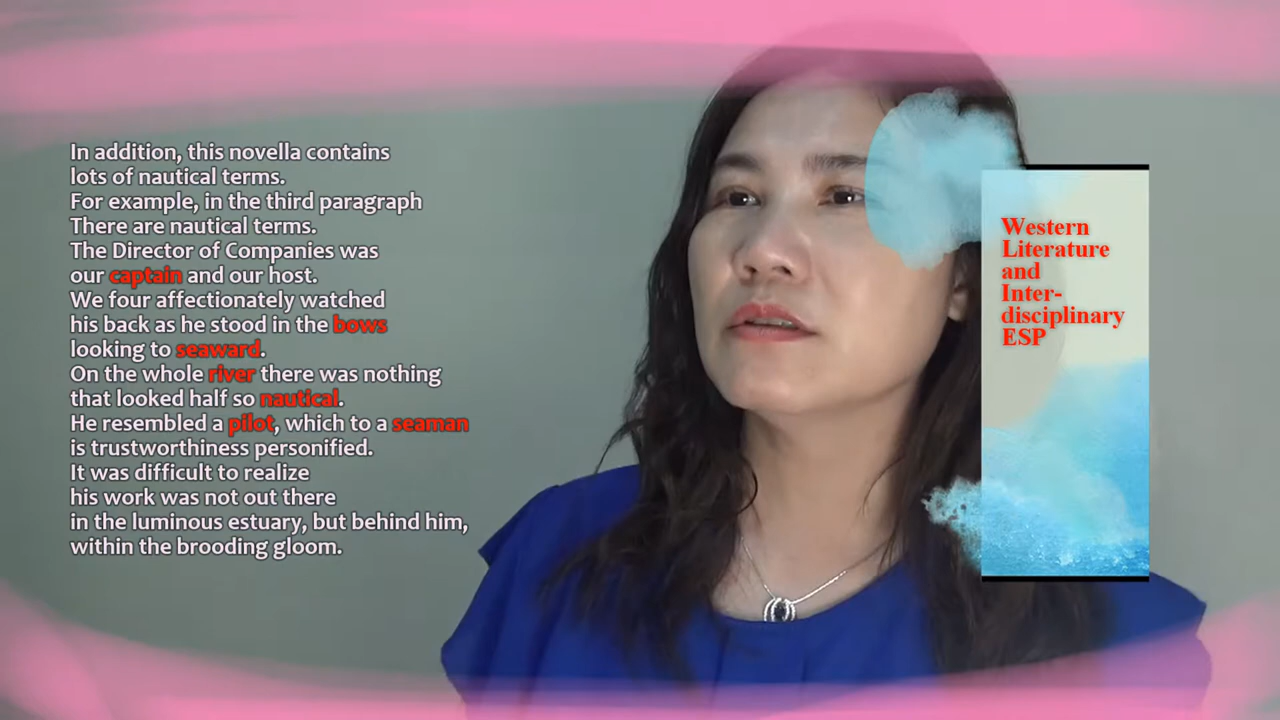 In addition, this novella contains
lots of nautical terms.
For example, in the third paragraph
There are nautical terms.
The Director of Companies was
our captain and our host.
We four affectionately watched
his back as he stood in the bows
looking to seaward.
On the whole river there was nothing
that looked half so nautical.
He resembled a pilot, which to a seaman
is trustworthiness personified.
It was difficult to realize
his work was not out there
in the luminous estuary, but behind him,
within the brooding gloom.
Western
Literature
and
Inter-
disciplinary
ESP